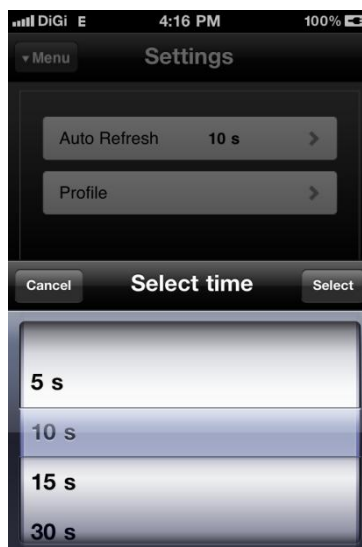 DiGi E 4:16 PM 100%
Menu Settings
Auto Refresh 10 s
Profile
Cancel Select time Select
5 s
10 s
15 s
30 s